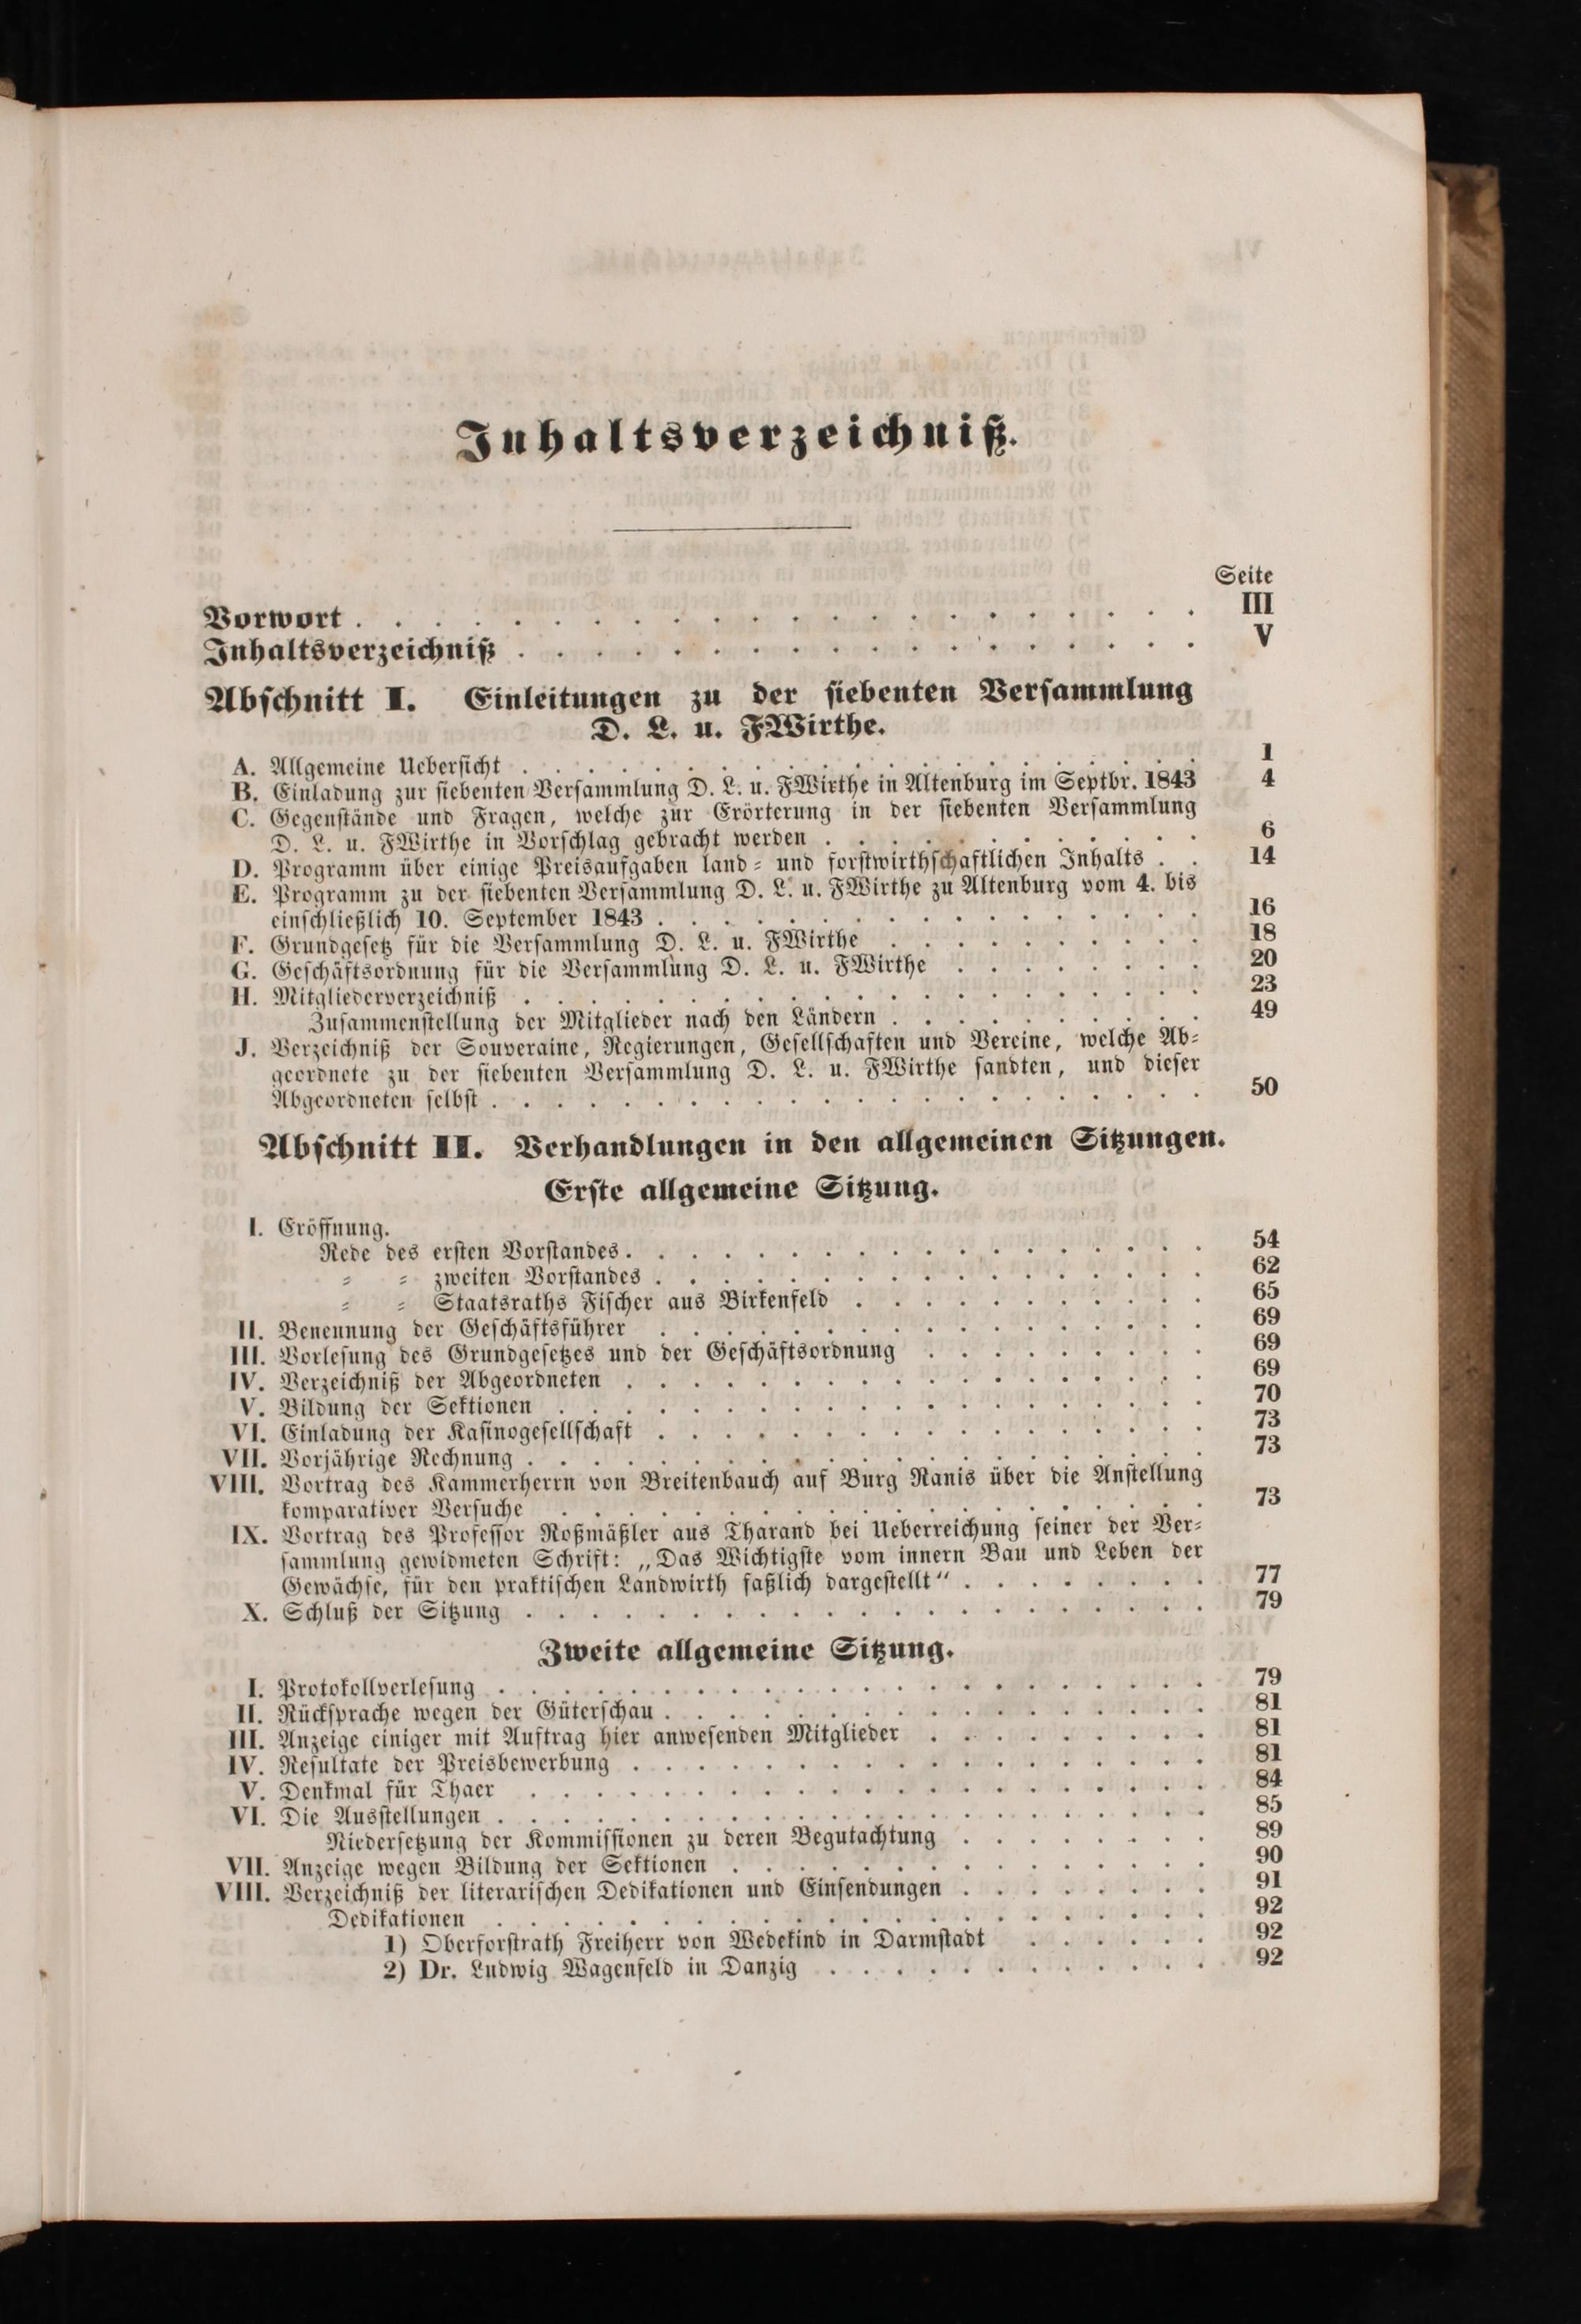 Inhaltsverzeichniß.
Seite
Vorwort . . . . . . . . . . . . . . . . . . . . . . III
Inhaltsverzeichniß . . . . . . . . . . . . . . . . . . V
Abschnitt I. Einleitungen zu der siebenten Versammlung
D. L. u. FWirthe.
A. Allgemeine Uebersicht . . . . . . . . . . . . . . . . . . . . . 1
B. Einladung zur siebenten Versammlung D. L. u. FWirthe in Altenburg im Septbr. 1843 4
C. Gegenstände und Fragen, welche zur Erörterung in der siebenten Versammlung
D. L. u. FWirthe in Vorschlag gebracht werden . . . . . . . . . . . . 6
D. Programm über einige Preisaufgaben land- und forstwirthschaftlichen Inhalts . . 14
E. Programm zu der siebenten Versammlung D. L. u. FWirthe zu Altenburg vom 4. bis
einschließlich 10. September 1843 . . . . . . . . . . . . . . . . . 16
F. Grundgesetz für die Versammlung D. L. u. FWirthe . . . . . . . . . . 18
G. Geschäftsordnung für die Versammlung D. L. u. FWirthe . . . . . . . . 20
H. Mitgliederverzeichniß . . . . . . . . . . . . . . . . . . . . . 23
Zusammenstellung der Mitglieder nach den Ländern . . . . . . . . . . 49
J. Verzeichniß der Souveraine, Regierungen, Gesellschaften und Vereine, welche Ab-
geordnete zu der siebenten Versammlung D. L. u. FWirthe sandten, und dieser
Abgeordneten selbst . . . . . . . . . . . . . . . . . . . . . . 50
Abschnitt II. Verhandlungen in den allgemeinen Sitzungen.
Erste allgemeine Sitzung.
I. Eröffnung.
Rede des ersten Vorstandes . . . . . . . . . . . . . . . . . . 54
= = zweiten Vorstandes . . . . . . . . . . . . . . . . . 62
= = Staatsraths Fischer aus Birkenfeld . . . . . . . . . . . 65
II. Benennung der Geschäftsführer . . . . . . . . . . . . . . . . . 69
III. Vorlesung des Grundgesetzes und der Geschäftsordnung . . . . . . . . . 69
IV. Verzeichniß der Abgeordneten . . . . . . . . . . . . . . . . . . 69
V. Bildung der Sektionen . . . . . . . . . . . . . . . . . . . . 70
VI. Einladung der Kasinogesellschaft . . . . . . . . . . . . . . . . . 73
VII. Vorjährige Rechnung . . . . . . . . . . . . . . . . . . . . . 73
VIII. Vortrag des Kammerherrn von Breitenbauch auf Burg Ranis über die Anstellung
komparativer Versuche . . . . . . . . . . . . . . . . . . . . 73
IX. Vortrag des Professor Roßmäßler aus Tharand bei Ueberreichung seiner der Ver-
sammlung gewidmeten Schrift: „Das Wichtigste vom innern Bau und Leben der
Gewächse, für den praktischen Landwirth faßlich dargestellt“ . . . . . . . . 77
X. Schluß der Sitzung . . . . . . . . . . . . . . . . . . . . . 79
Zweite allgemeine Sitzung.
I. Protokollverlesung . . . . . . . . . . . . . . . . . . . . . . 79
II. Rücksprache wegen der Güterschau . . . . . . . . . . . . . . . . . 81
III. Anzeige einiger mit Auftrag hier anwesenden Mitglieder . . . . . . . . . 81
IV. Resultate der Preisbewerbung . . . . . . . . . . . . . . . . . . 81
V. Denkmal für Thaer . . . . . . . . . . . . . . . . . . . . . 84
VI. Die Ausstellungen . . . . . . . . . . . . . . . . . . . . . . 85
Niedersetzung der Kommissionen zu deren Begutachtung . . . . . . . . 89
VII. Anzeige wegen Bildung der Sektionen . . . . . . . . . . . . . . . 90
VIII. Verzeichniß der literarischen Dedikationen und Einsendungen . . . . . . . . 91
Dedikationen . . . . . . . . . . . . . . . . . . . . . . 92
1) Oberforstrath Freiherr von Wedekind in Darmstadt . . . . . . 92
2) Dr. Ludwig Wagenfeld in Danzig . . . . . . . . . . . . 92